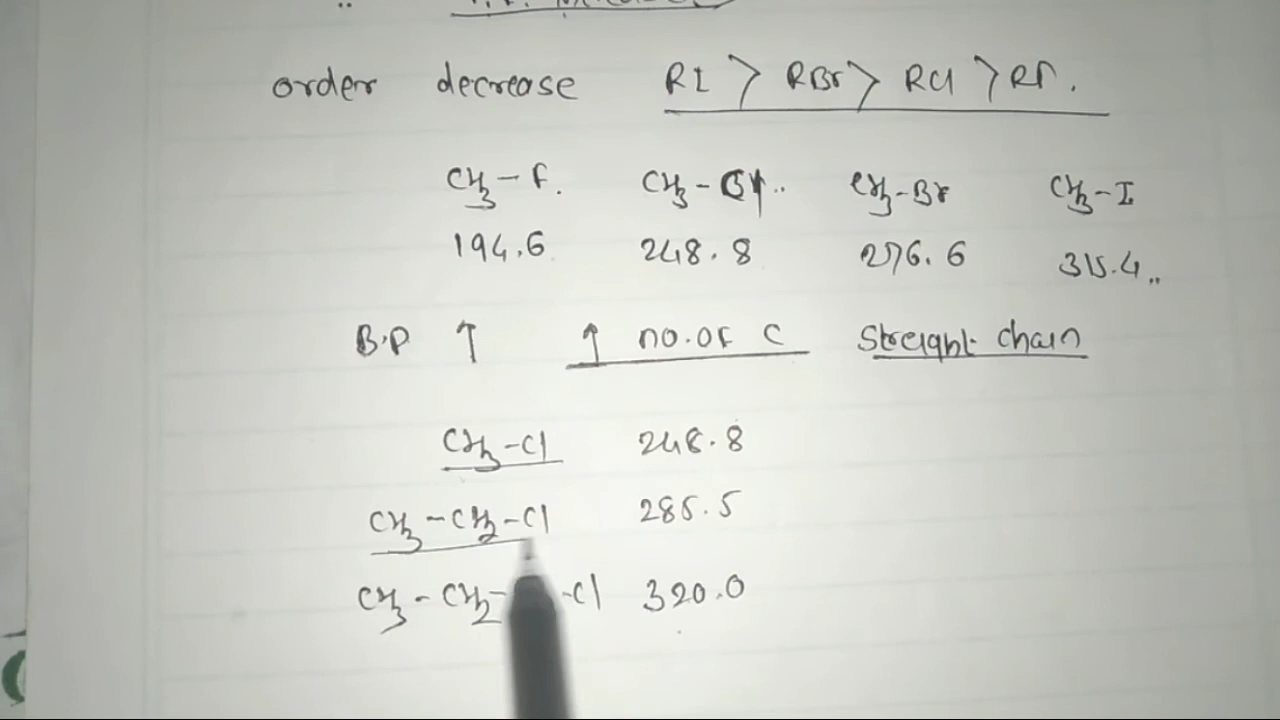 order decrease RI > RBr > RCl > RF.
CH3-F. CH3-Cl.. CH3-Br CH3-I
194.6 248.8 276.6 315.4..
B.P ↑ ↑ no.of C Streight chain
CH3-Cl 248.8
CH3-CH2-Cl 285.5
CH3-CH2- -Cl 320.0